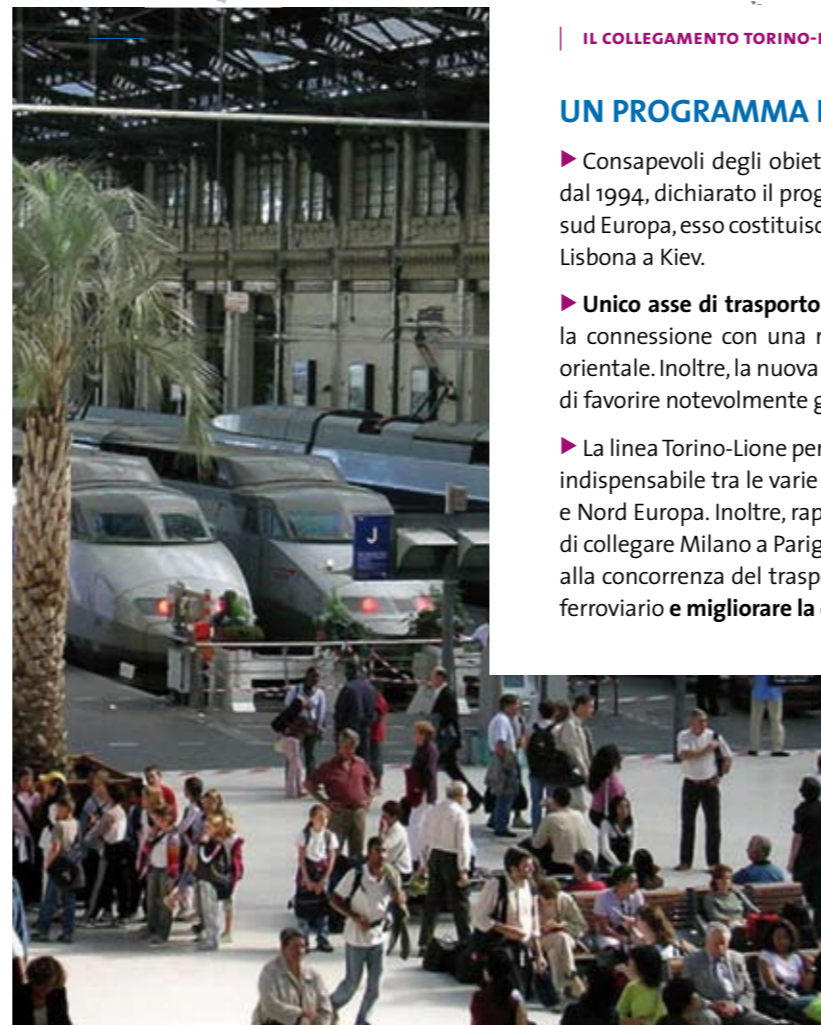 IL COLLEGAMENTO TORINO-
UN PROGRAMMA
▶ Consapevoli degli obiet
dal 1994, dichiarato il prog
sud Europa, esso costituisc
Lisbona a Kiev.
▶ Unico asse di trasporto
la connessione con una r
orientale. Inoltre, la nuova
di favorire notevolmente g
▶ La linea Torino-Lione per
indispensabile tra le varie
e Nord Europa. Inoltre, rap
di collegare Milano a Parig
alla concorrenza del traspo
ferroviario e migliorare la
J